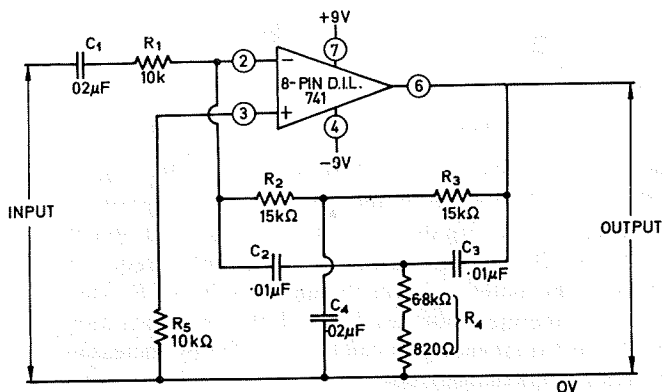 +9V
C1
R1
02µF
10k
2
−
7
8-PIN D.I.L.
741
6
3
+
4
−9V
R2
15kΩ
R3
15kΩ
INPUT
OUTPUT
C2
·01µF
C3
·01µF
R5
10kΩ
C4
02µF
68kΩ
R4
820Ω
0V